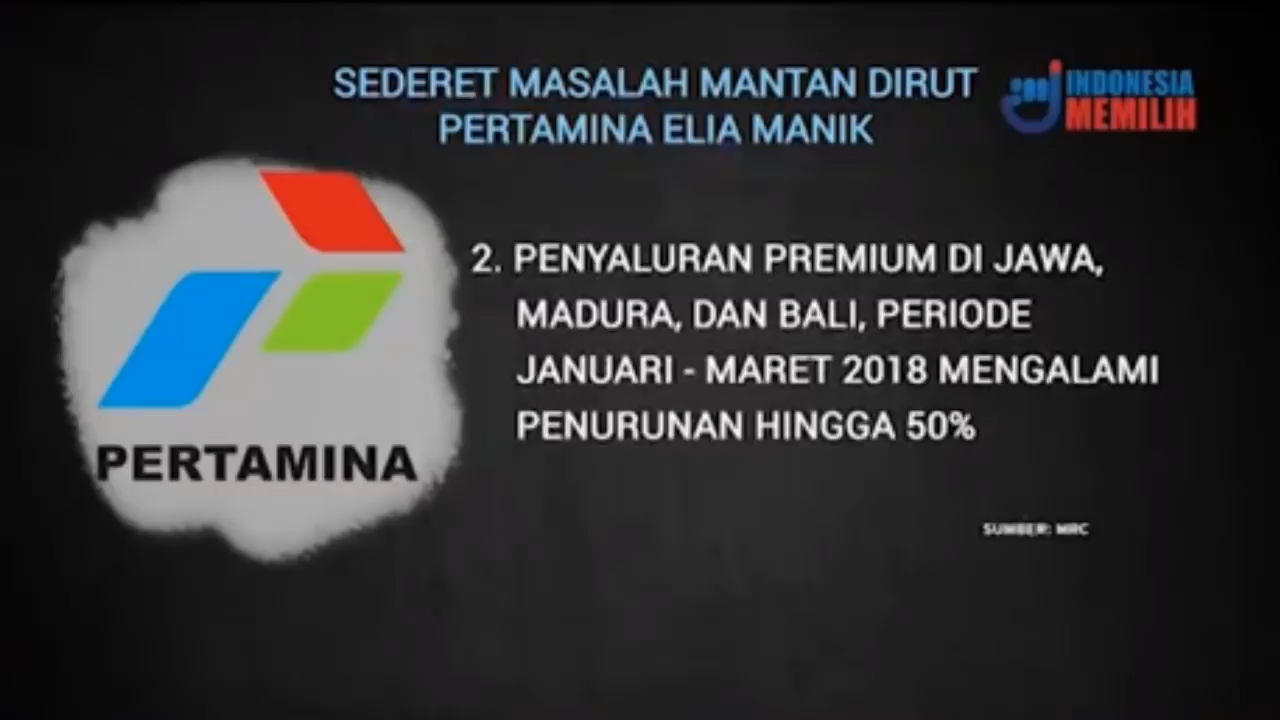 SEDERET MASALAH MANTAN DIRUT
PERTAMINA ELIA MANIK
INDONESIA
MEMILIH
2. PENYALURAN PREMIUM DI JAWA,
MADURA, DAN BALI, PERIODE
JANUARI - MARET 2018 MENGALAMI
PENURUNAN HINGGA 50%
PERTAMINA
SUMBER: MRC